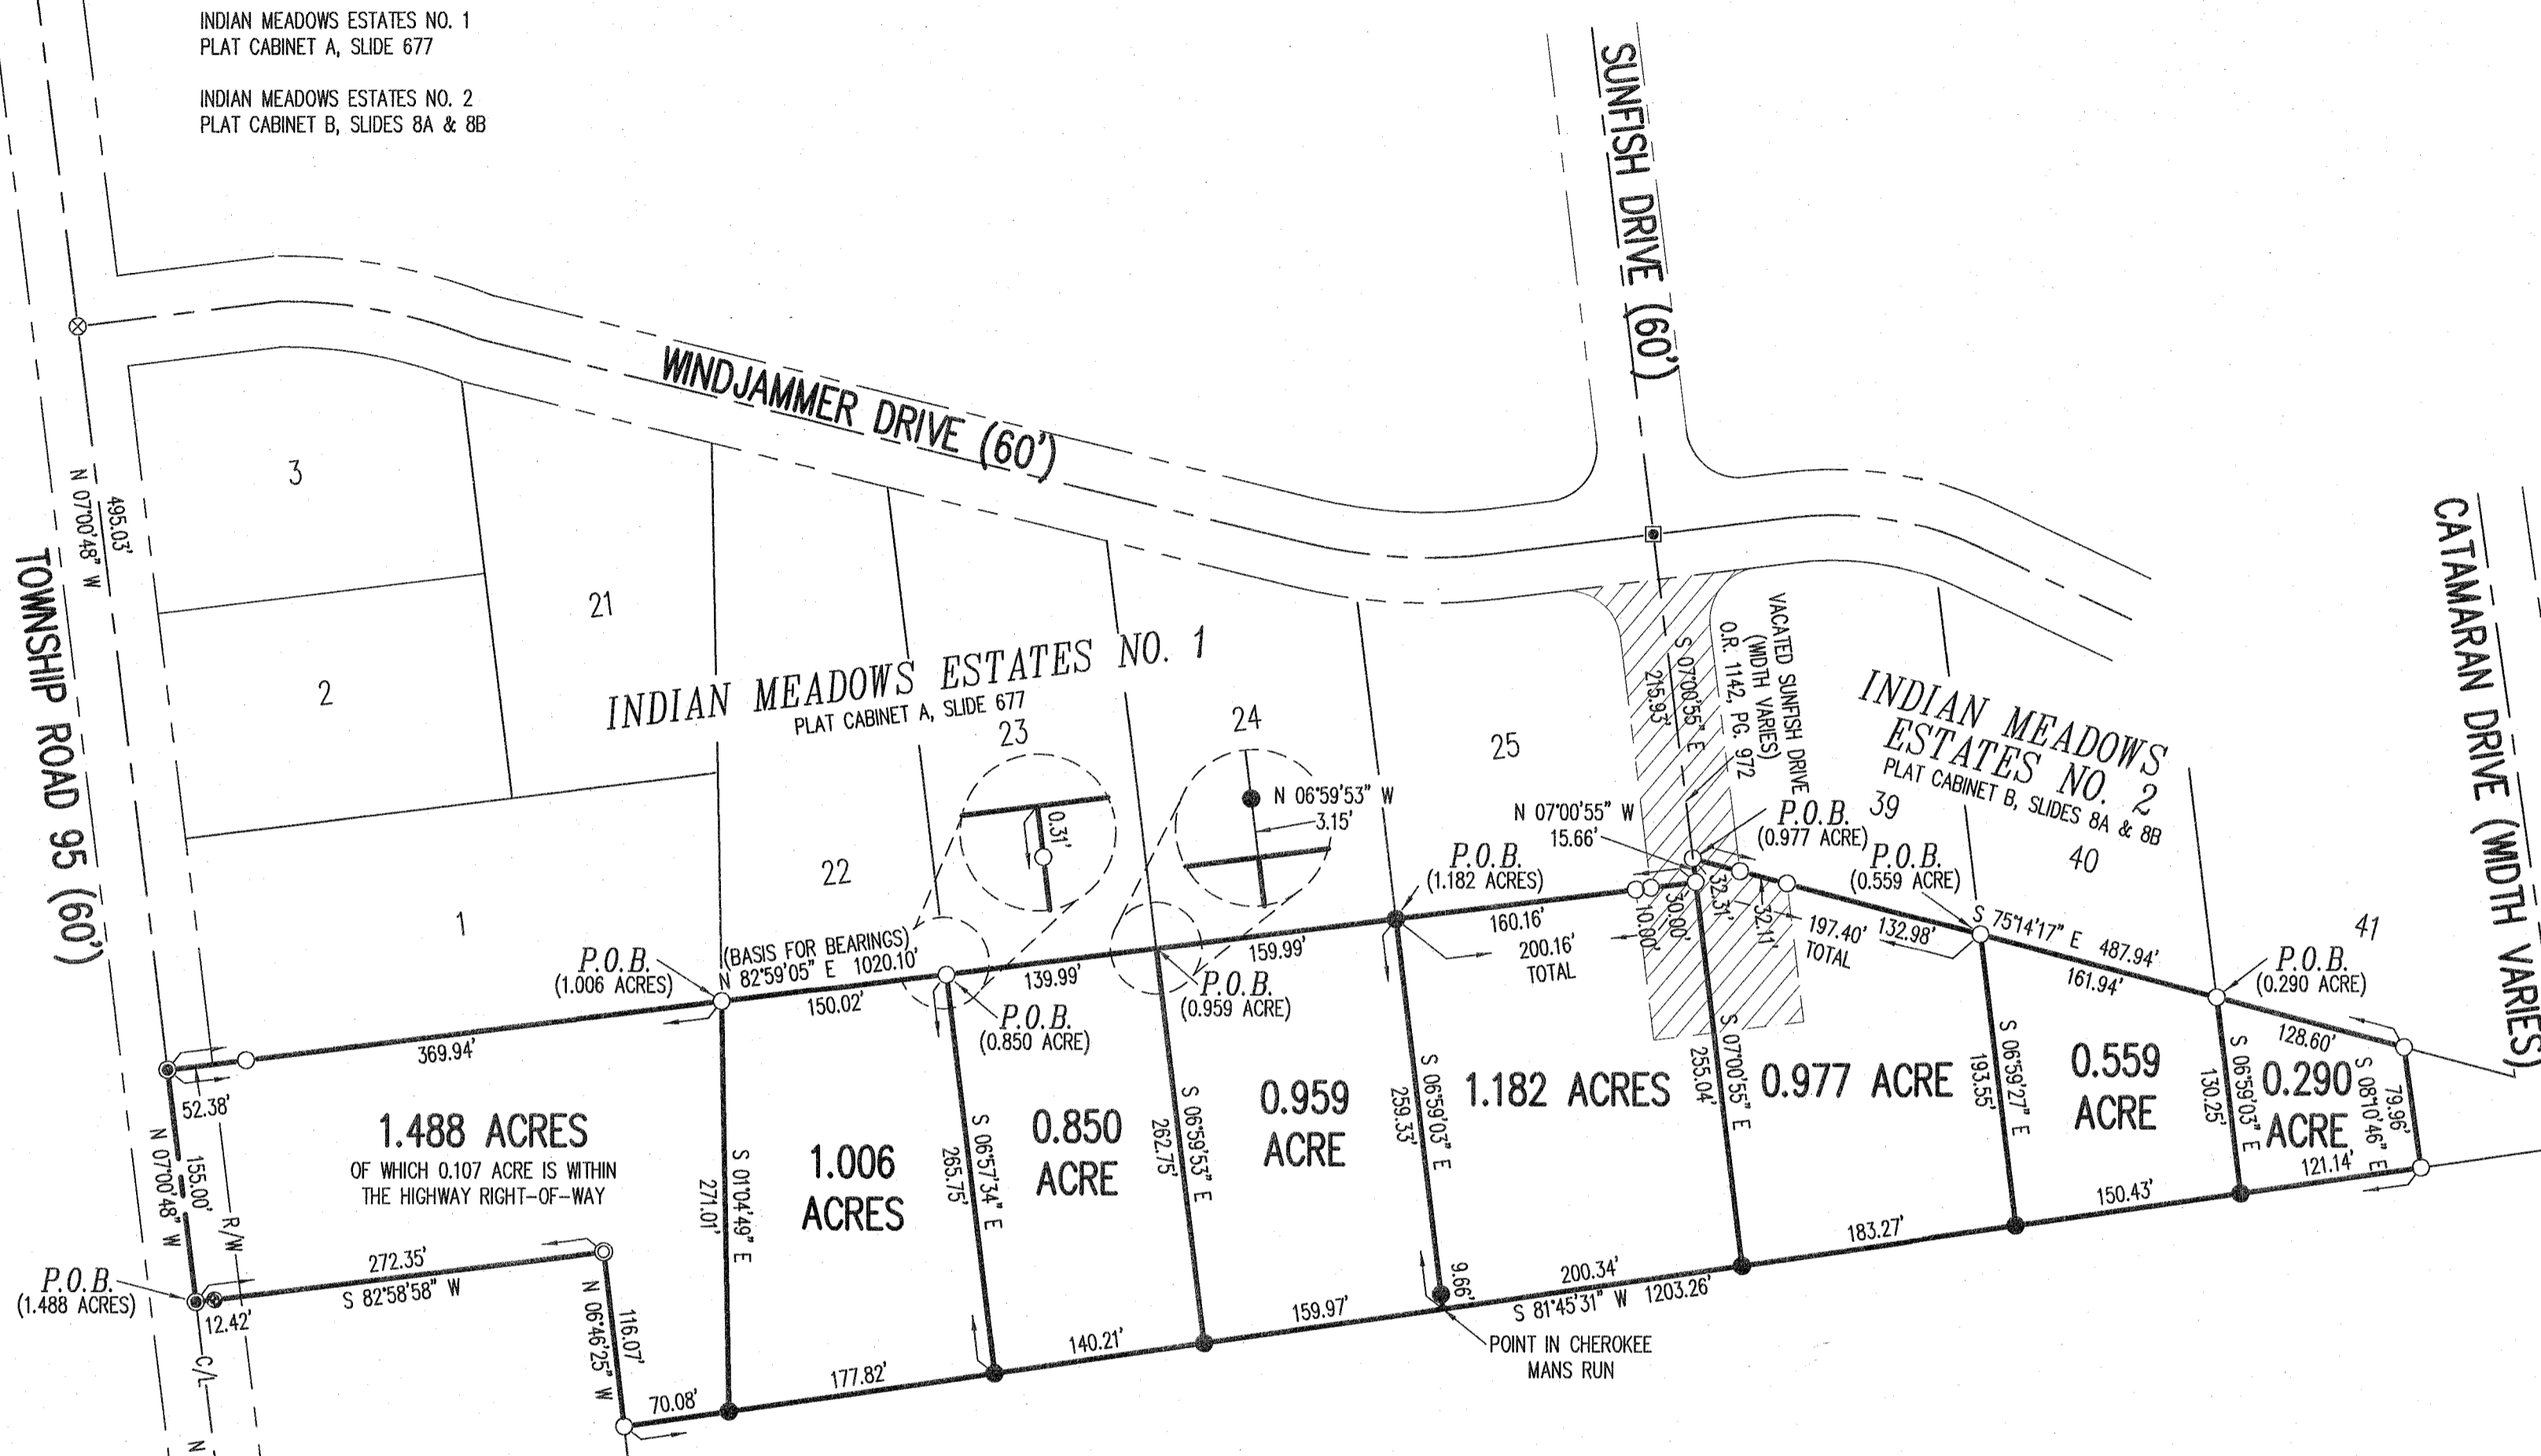 INDIAN MEADOWS ESTATES NO. 1
PLAT CABINET A, SLIDE 677
INDIAN MEADOWS ESTATES NO. 2
PLAT CABINET B, SLIDES 8A & 8B
SUNFISH DRIVE (60')
WINDJAMMER DRIVE (60')
TOWNSHIP ROAD 95 (60')
CATAMARAN DRIVE (WIDTH VARIES)
495.03'
N 07°00'48" W
3
2
21
1
22
INDIAN MEADOWS ESTATES NO. 1
PLAT CABINET A, SLIDE 677
23
24
25
0.31'
N 06°59'53" W
3.15'
S 07°00'55" E
215.93'
VACATED SUNFISH DRIVE
(WIDTH VARIES)
O.R. 1142, PG. 972
INDIAN MEADOWS
ESTATES NO. 2
PLAT CABINET B, SLIDES 8A & 8B
39
40
41
N 07°00'55" W
15.66'
P.O.B.
(0.977 ACRE)
P.O.B.
(1.182 ACRES)
P.O.B.
(0.559 ACRE)
P.O.B.
(0.290 ACRE)
P.O.B.
(1.006 ACRES)
P.O.B.
(0.850 ACRE)
P.O.B.
(0.959 ACRE)
P.O.B.
(1.488 ACRES)
(BASIS FOR BEARINGS)
N 82°59'05" E 1020.10'
369.94'
150.02'
139.99'
159.99'
160.16'
200.16'
TOTAL
10.00'
30.00'
32.31'
32.11'
197.40'
TOTAL
132.98'
S 75°14'17" E 487.94'
161.94'
128.60'
52.38'
N 07°00'48" W
155.00'
R/W
1.488 ACRES
OF WHICH 0.107 ACRE IS WITHIN
THE HIGHWAY RIGHT-OF-WAY
S 01°04'49" E
271.01'
1.006
ACRES
S 06°57'34" E
265.75'
0.850
ACRE
S 06°59'53" E
262.75'
0.959
ACRE
S 06°59'03" E
259.33'
1.182 ACRES
S 07°00'55" E
255.04'
0.977 ACRE
S 06°59'27" E
193.55'
0.559
ACRE
S 06°59'03" E
130.25'
0.290
ACRE
S 08°10'46" E
79.96'
121.14'
150.43'
183.27'
200.34'
S 81°45'31" W 1203.26'
9.66'
159.97'
140.21'
177.82'
70.08'
POINT IN CHEROKEE
MANS RUN
272.35'
S 82°58'58" W
12.42'
N 06°46'25" W
116.07'
C/L
N